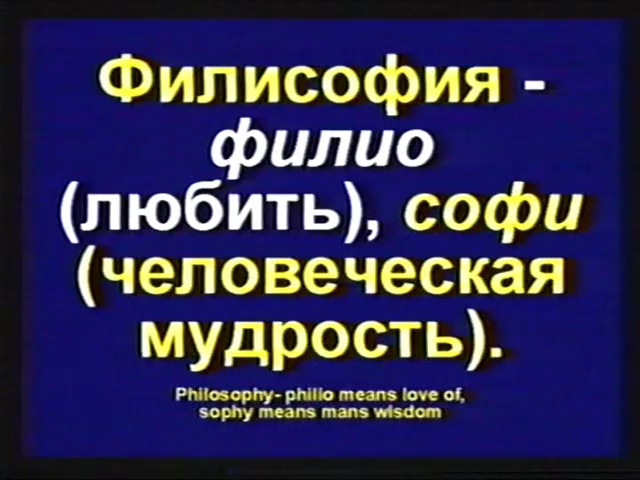 Филисофия -
филио
(любить), софи
(человеческая
мудрость).
Philosophy- philio means love of,
sophy means mans wisdom